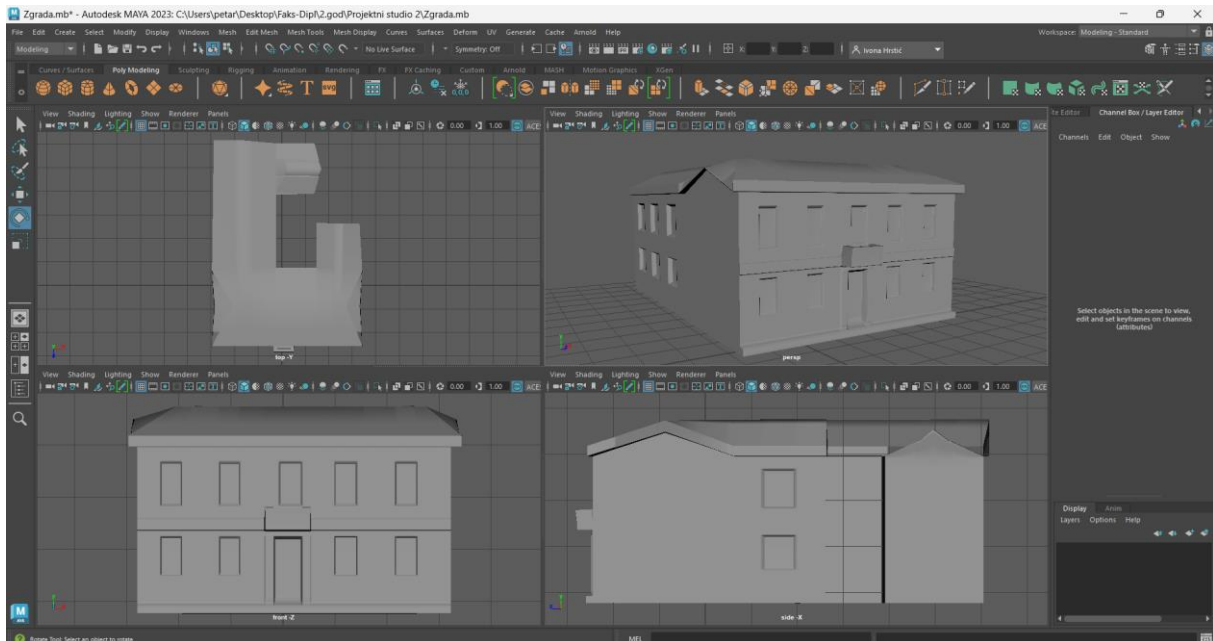 Zgrada.mb* - Autodesk MAYA 2023: C:\Users\petar\Desktop\Faks-Dipl\2.god\Projektni studio 2\Zgrada.mb
File Edit Create Select Modify Display Windows Mesh Edit Mesh Mesh Tools Mesh Display Curves Surfaces Deform UV Generate Cache Arnold Help
Workspace: Modeling - Standard
Modeling No Live Surface Symmetry: Off X: Y: Z: Ivona Hrstić
Curves / Surfaces Poly Modeling Sculpting Rigging Animation Rendering FX FX Caching Custom Arnold MASH Motion Graphics XGen
T SVG
View Shading Lighting Show Renderer Panels
0.00 1.00 ACES
top -Y
View Shading Lighting Show Renderer Panels
0.00 1.00 ACE
persp
View Shading Lighting Show Renderer Panels
0.00 1.00 ACE
front -Z
View Shading Lighting Show Renderer Panels
0.00 1.00 ACE
side -X
te Editor Channel Box / Layer Editor
Channels Edit Object Show
Select objects in the scene to view,
edit and set keyframes on channels
(attributes)
Display Anim
Layers Options Help
M
Rotate Tool: Select an object to rotate
MEL